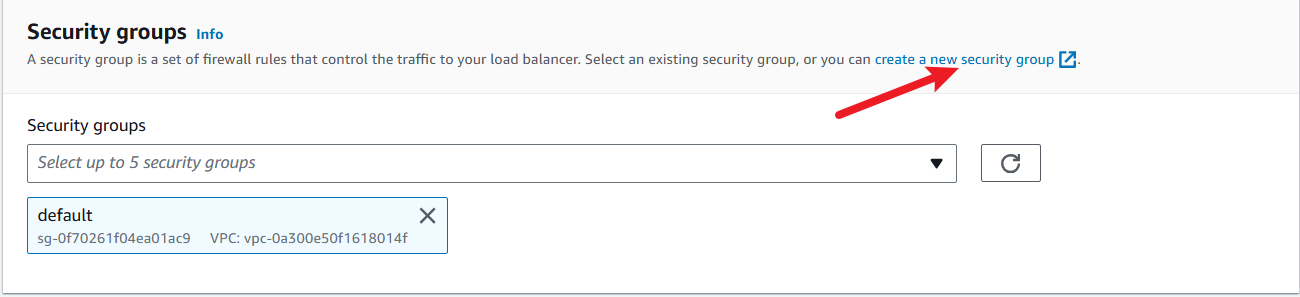 Security groups Info
A security group is a set of firewall rules that control the traffic to your load balancer. Select an existing security group, or you can create a new security group.
Security groups
Select up to 5 security groups
default
sg-0f70261f04ea01ac9 VPC: vpc-0a300e50f1618014f